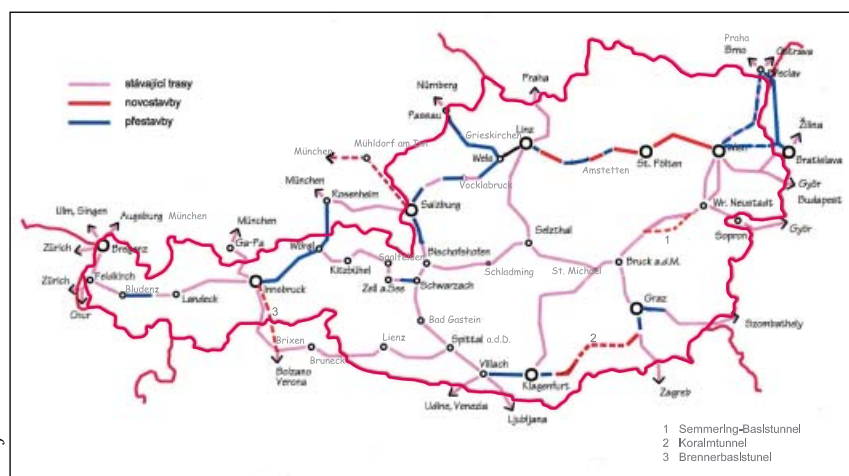 stávající trasy
novostavby
přestavby
Praha
Brno
Ostrava
Břeclav
Nürnberg
Passau
Praha
Grieskirchen
Linz
Wels
Amstetten
St. Pölten
Wien
Žilina
Bratislava
München
Mühldorf am Inn
Vocklabruck
Györ
Budapest
München
Rosenheim
Salzburg
Wr. Neustadt
Sopron
Györ
1
Ulm, Singen
Augsburg
München
München
Ga-Pa
Zürich
Bregenz
Wörgl
Kitzbühel
Saalfelden
Bischofshofen
Selzthal
Schladming
St. Michael
Bruck a.d.M.
Feldkirch
Zürich
Bludenz
Landeck
Innsbruck
Zell a.See
Schwarzach
Chur
3
Bad Gastein
Graz
Szombathely
2
Brixen
Bruneck
Lienz
Spittal a.d.D.
Bolzano
Verona
Villach
Klagenfurt
Zagreb
Udine, Venezia
Ljubljana
1 Semmering-Basistunnel
2 Koralmtunnel
3 Brennerbasistunel